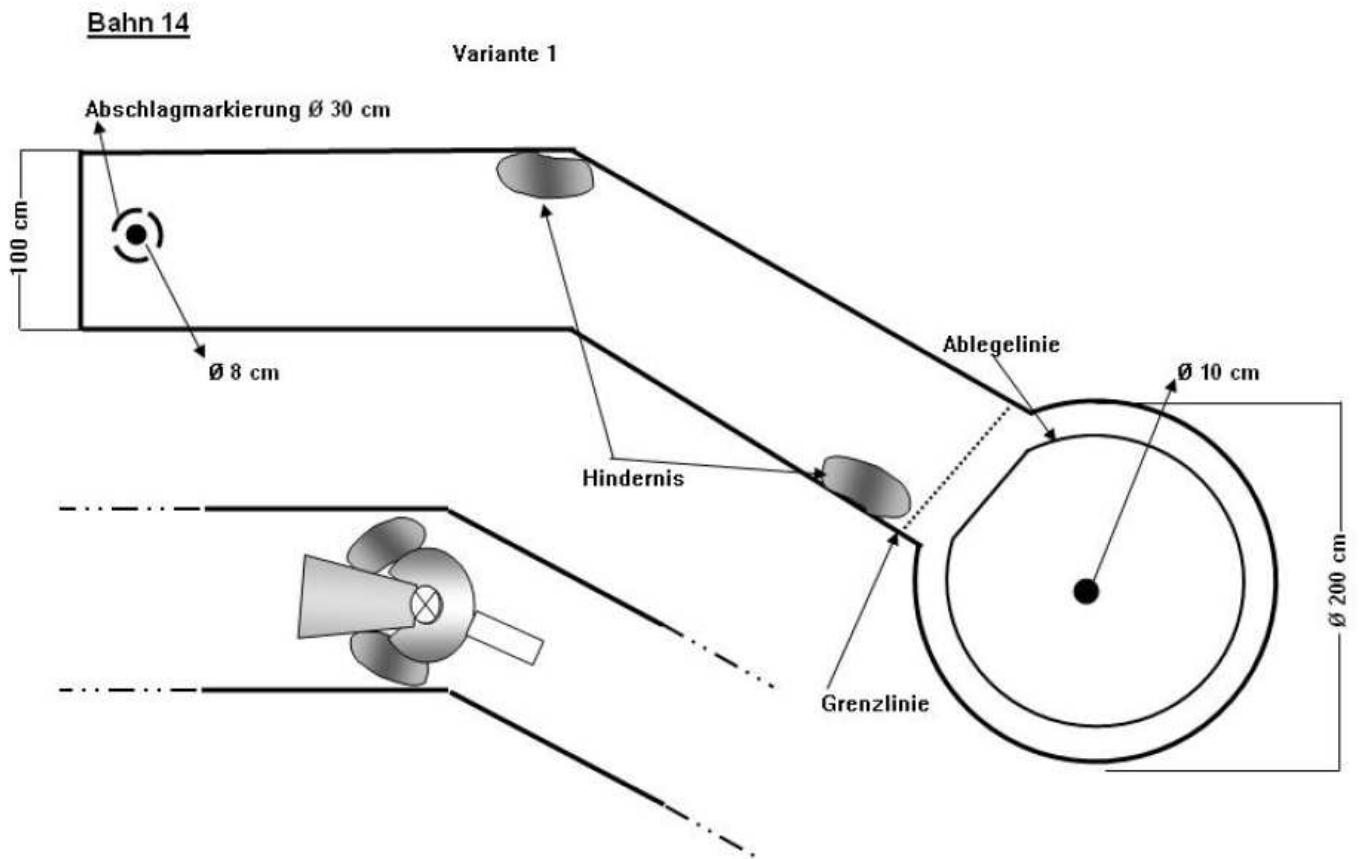 Bahn 14
Variante 1
Abschlagmarkierung Ø 30 cm
100 cm
Ø 8 cm
Ablegelinie
Ø 10 cm
Hindernis
Ø 200 cm
Grenzlinie